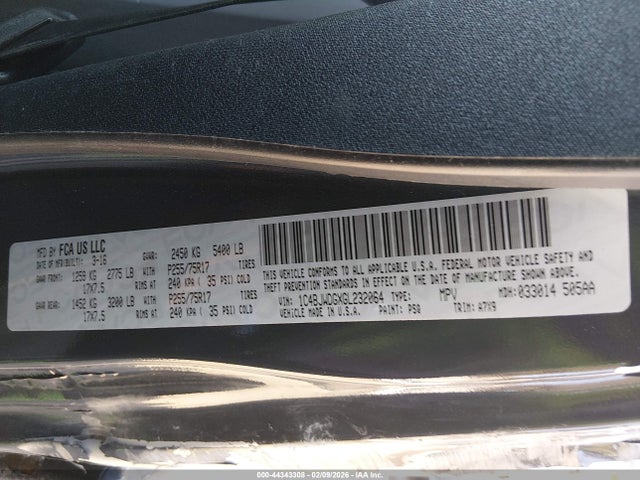 MFD BY: FCA US LLC
DATE OF MFR(BUILT): 3-16 GVWR: 2450 KG 5400 LB
GAWR FRONT: 1259 KG 2775 LB WITH P255/75R17 TIRES
17X7.5 RIMS AT 240 KPA ( 35 PSI) COLD
GAWR REAR: 1452 KG 3200 LB WITH P255/75R17 TIRES
17X7.5 RIMS AT 240 KPA ( 35 PSI) COLD
THIS VEHICLE CONFORMS TO ALL APPLICABLE U.S.A. FEDERAL MOTOR VEHICLE SAFETY AND
THEFT PREVENTION STANDARDS IN EFFECT ON THE DATE OF MANUFACTURE SHOWN ABOVE.
VIN: 1C4BJWDGXGL232064 TYPE: MPV MDH: 033014 505AA
VEHICLE MADE IN U.S.A. PAINT: PS8 TRIM: A7X9
000-44343308 - 02/09/2026 - IAA Inc.